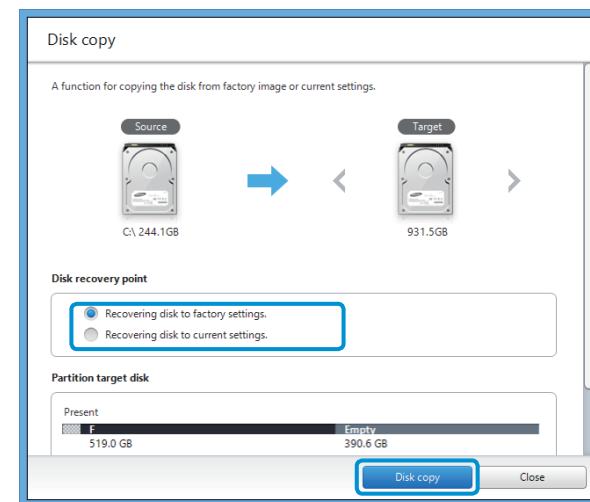 Disk copy
A function for copying the disk from factory image or current settings.
Source
Target
C:\ 244.1GB
931.5GB
Disk recovery point
Recovering disk to factory settings.
Recovering disk to current settings.
Partition target disk
Present
F
Empty
519.0 GB
390.6 GB
Disk copy
Close